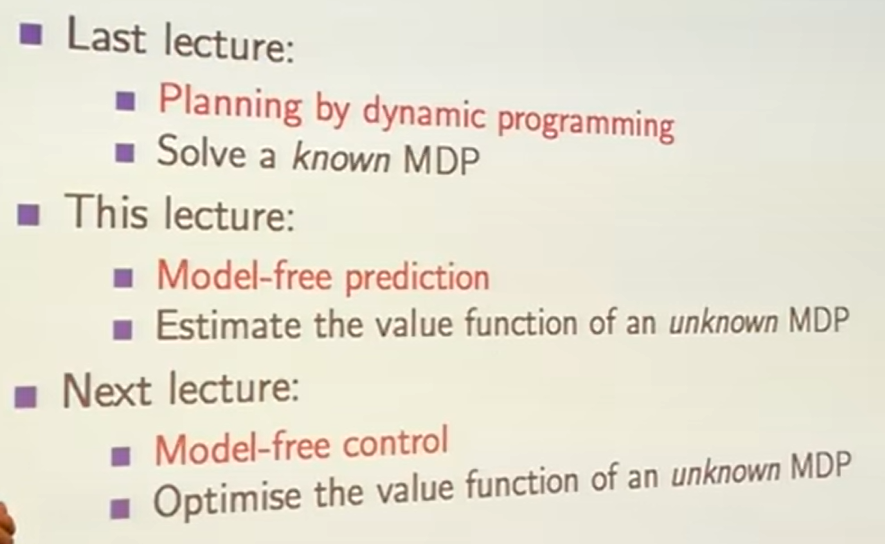 Last lecture:
Planning by dynamic programming
Solve a known MDP
This lecture:
Model-free prediction
Estimate the value function of an unknown MDP
Next lecture:
Model-free control
Optimise the value function of an unknown MDP